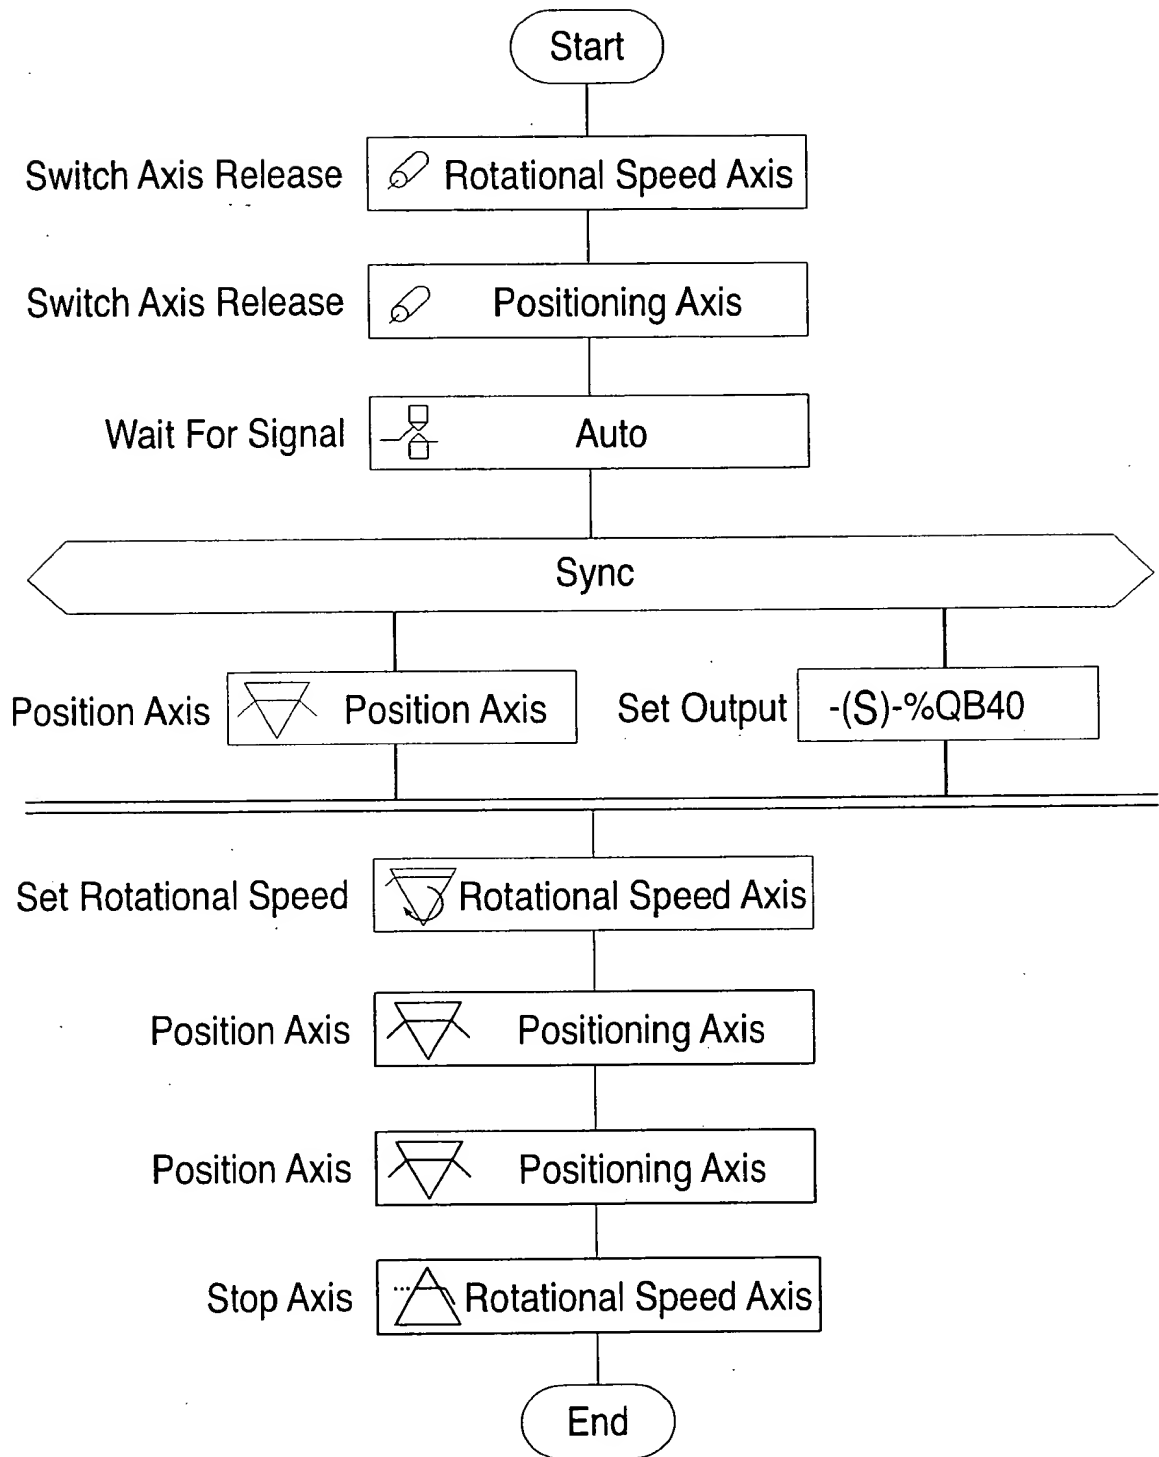 Start
Switch Axis Release Rotational Speed Axis
Switch Axis Release Positioning Axis
Wait For Signal Auto
Sync
Position Axis Position Axis Set Output -(S)-%QB40
Set Rotational Speed Rotational Speed Axis
Position Axis Positioning Axis
Position Axis Positioning Axis
Stop Axis Rotational Speed Axis
End